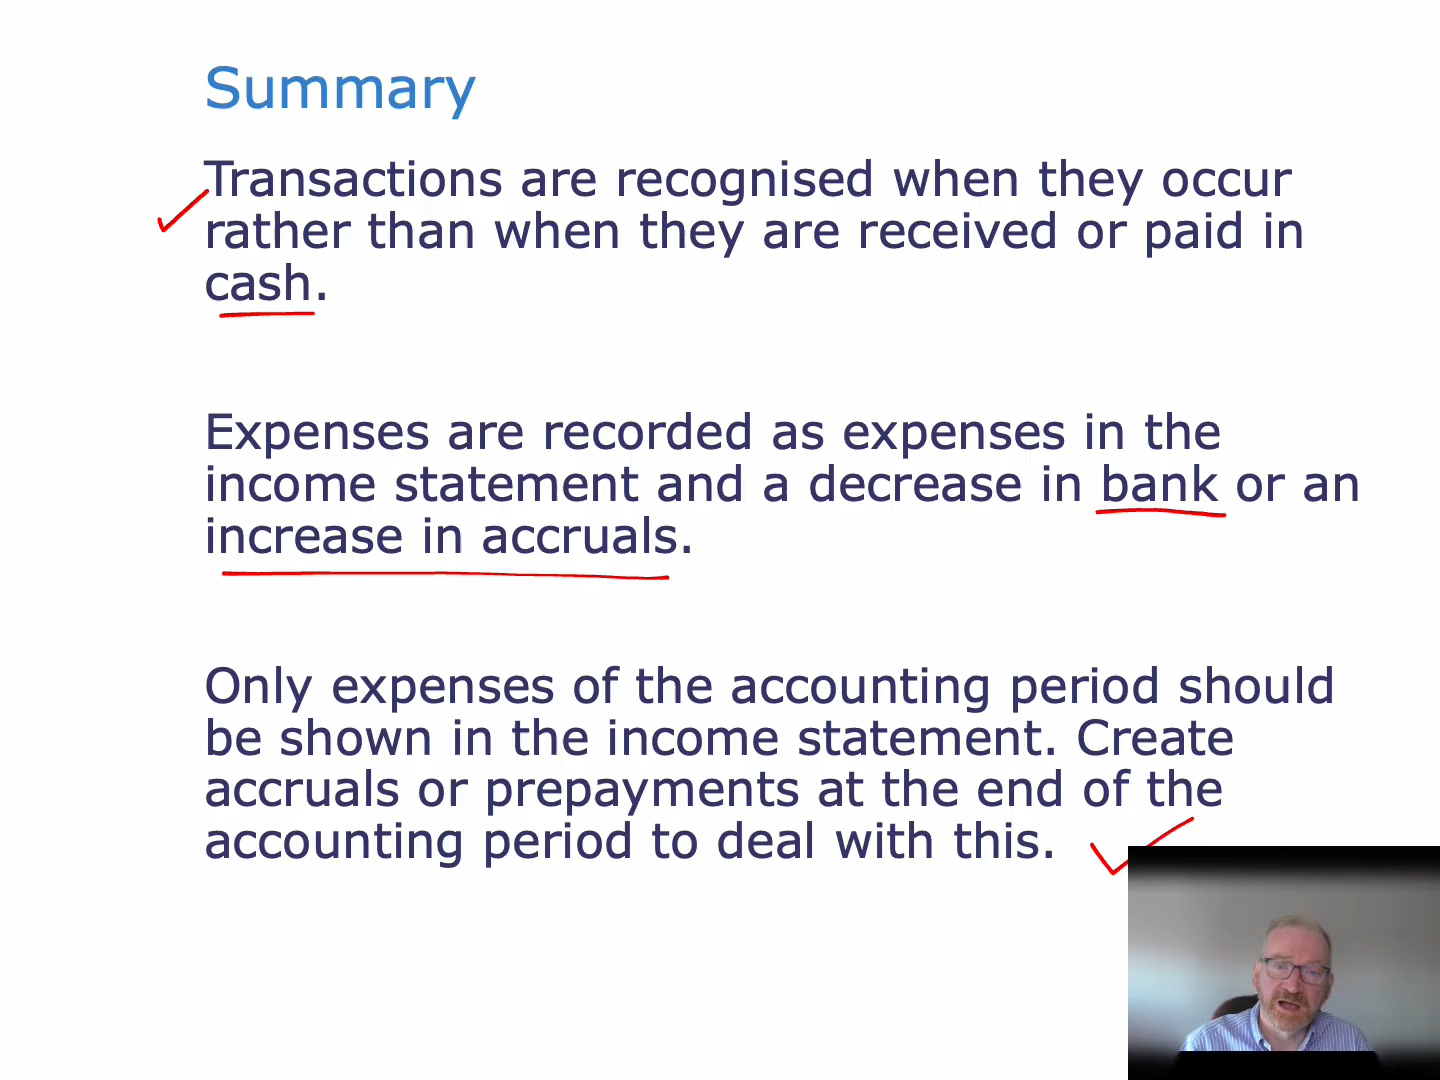 Summary
Transactions are recognised when they occur
rather than when they are received or paid in
cash.
Expenses are recorded as expenses in the
income statement and a decrease in bank or an
increase in accruals.
Only expenses of the accounting period should
be shown in the income statement. Create
accruals or prepayments at the end of the
accounting period to deal with this.